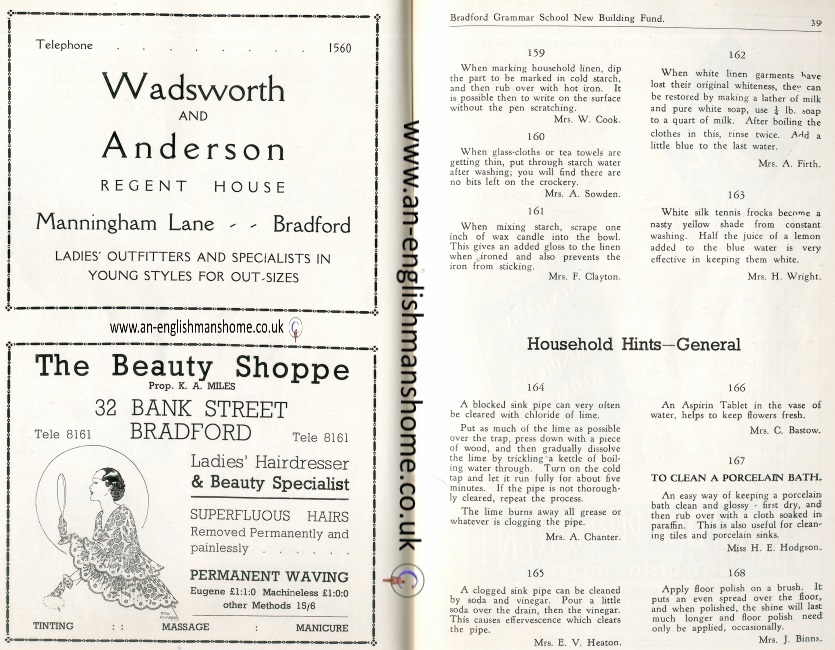 Telephone . . . . . . . . 1560
Wadsworth
AND
Anderson
REGENT HOUSE
Manningham Lane - - Bradford
LADIES' OUTFITTERS AND SPECIALISTS IN
YOUNG STYLES FOR OUT-SIZES
www.an-englishmanshome.co.uk
The Beauty Shoppe
Prop. K. A. MILES
32 BANK STREET
Tele 8161 BRADFORD Tele 8161
Ladies' Hairdresser
& Beauty Specialist
SUPERFLUOUS HAIRS
Removed Permanently and
painlessly . . . . . .
PERMANENT WAVING
Eugene £1:1:0 Machineless £1:0:0
other Methods 15/6
TINTING : : MASSAGE : MANICURE
www.an-englishmanshome.co.uk
Bradford Grammar School New Building Fund. 39
159
When marking household linen, dip
the part to be marked in cold starch,
and then rub over with hot iron. It
is possible then to write on the surface
without the pen scratching.
Mrs. W. Cook.
160
When glass-cloths or tea towels are
getting thin, put through starch water
after washing; you will find there are
no bits left on the crockery.
Mrs. A. Sowden.
161
When mixing starch, scrape one
inch of wax candle into the bowl.
This gives an added gloss to the linen
when ironed and also prevents the
iron from sticking.
Mrs. F. Clayton.
162
When white linen garments have
lost their original whiteness, they can
be restored by making a lather of milk
and pure white soap, use ¼ lb. soap
to a quart of milk. After boiling the
clothes in this, rinse twice. Add a
little blue to the last water.
Mrs. A. Firth.
163
White silk tennis frocks become a
nasty yellow shade from constant
washing. Half the juice of a lemon
added to the blue water is very
effective in keeping them white.
Mrs. H. Wright.
Household Hints—General
164
A blocked sink pipe can very often
be cleared with chloride of lime.
Put as much of the lime as possible
over the trap, press down with a piece
of wood, and then gradually dissolve
the lime by trickling a kettle of boil-
ing water through. Turn on the cold
tap and let it run fully for about five
minutes. If the pipe is not thorough-
ly cleared, repeat the process.
The lime burns away all grease or
whatever is clogging the pipe.
Mrs. A. Chanter.
165
A clogged sink pipe can be cleaned
by soda and vinegar. Pour a little
soda over the drain, then the vinegar.
This causes effervescence which clears
the pipe.
Mrs. E. V. Heaton.
166
An Aspirin Tablet in the vase of
water, helps to keep flowers fresh.
Mrs. C. Bastow.
167
TO CLEAN A PORCELAIN BATH.
An easy way of keeping a porcelain
bath clean and glossy - first dry, and
then rub over with a cloth soaked in
paraffin. This is also useful for clean-
ing tiles and porcelain sinks.
Miss H. E. Hodgson.
168
Apply floor polish on a brush. It
puts an even spread over the floor,
and when polished, the shine will last
much longer and floor polish need
only be applied, occasionally.
Mrs. J. Binns.